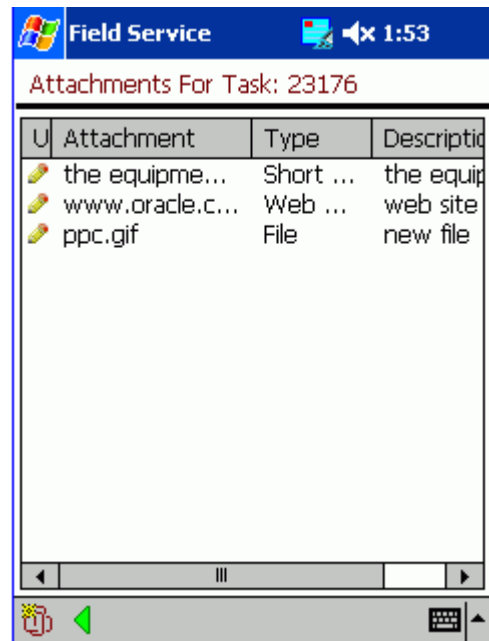 Field Service 1:53
Attachments For Task: 23176
U Attachment Type Descriptio
the equipme... Short ... the equip
www.oracle.c... Web ... web site
ppc.gif File new file